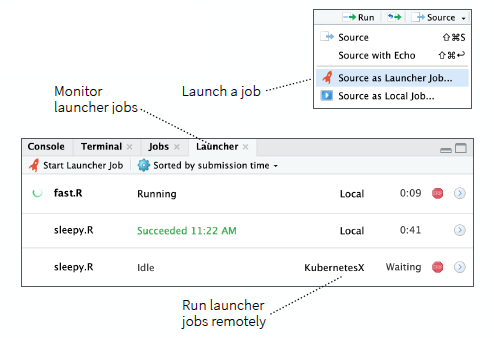 Run Source
Source ⇧⌘S
Source with Echo ⇧⌘↩
Source as Launcher Job...
Source as Local Job...
Launch a job
Monitor
launcher jobs
Console Terminal Jobs Launcher
Start Launcher Job Sorted by submission time
fast.R Running Local 0:09
sleepy.R Succeeded 11:22 AM Local 0:41
sleepy.R Idle KubernetesX Waiting
Run launcher
jobs remotely